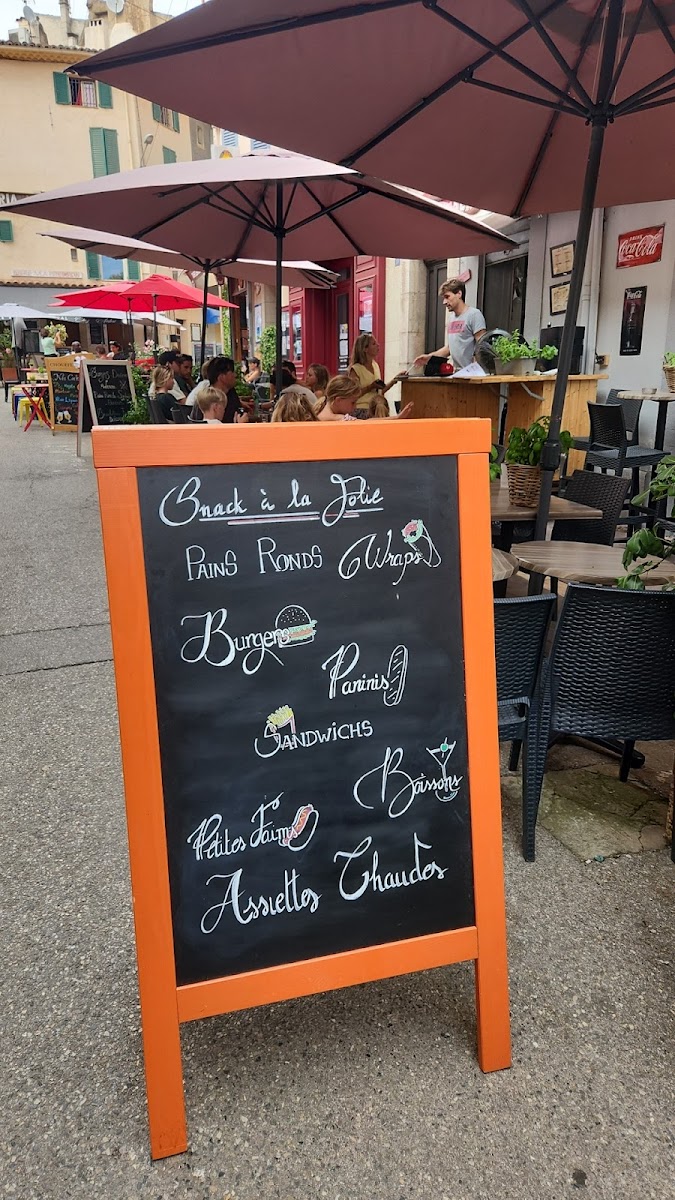 Snack à la Jolie
PAINS RONDS
Wraps
Burgers
Paninis
SANDWICHS
Boissons
Petites Faims
Assiettes Chaudes
Coca-Cola